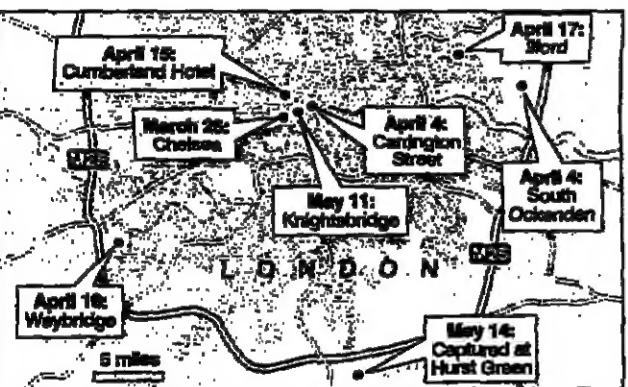 April 15:
Cumberland Hotel
April 17:
Ilford
March 28:
Chelsea
April 4:
Carrington
Street
M25
May 11:
Knightsbridge
April 4:
South
Ockenden
LONDON
M25
April 16:
Weybridge
5 miles
May 14:
Captured at
Hurst Green